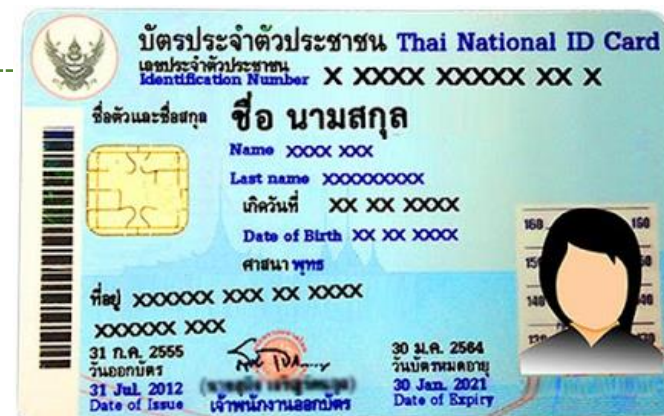 บัตรประจำตัวประชาชน Thai National ID Card
เลขประจำตัวประชาชน
Identification Number X XXXX XXXXX XX X
ชื่อตัวและชื่อสกุล ชื่อ นามสกุล
Name XXXX XXX
Last name XXXXXXXXX
เกิดวันที่ XX XX XXXX
Date of Birth XX XX XXXX
ศาสนา พุทธ
ที่อยู่ XXXXXX XXX XX XXXX
XXXXXX XXX
31 ก.ค. 2555
วันออกบัตร
31 Jul. 2012
Date of Issue
เจ้าพนักงานออกบัตร
30 ม.ค. 2564
วันบัตรหมดอายุ
30 Jan. 2021
Date of Expiry
160 160
150
140